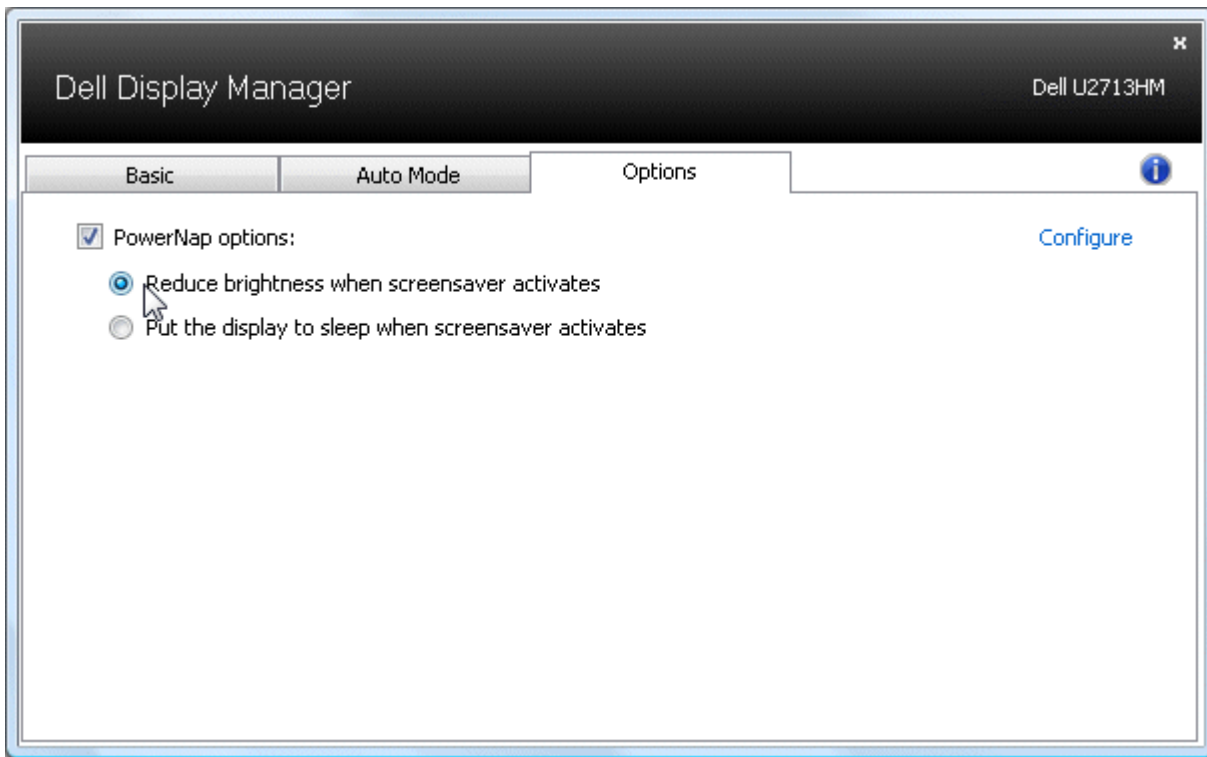 Dell Display Manager
Dell U2713HM
Basic
Auto Mode
Options
PowerNap options:
Configure
Reduce brightness when screensaver activates
Put the display to sleep when screensaver activates